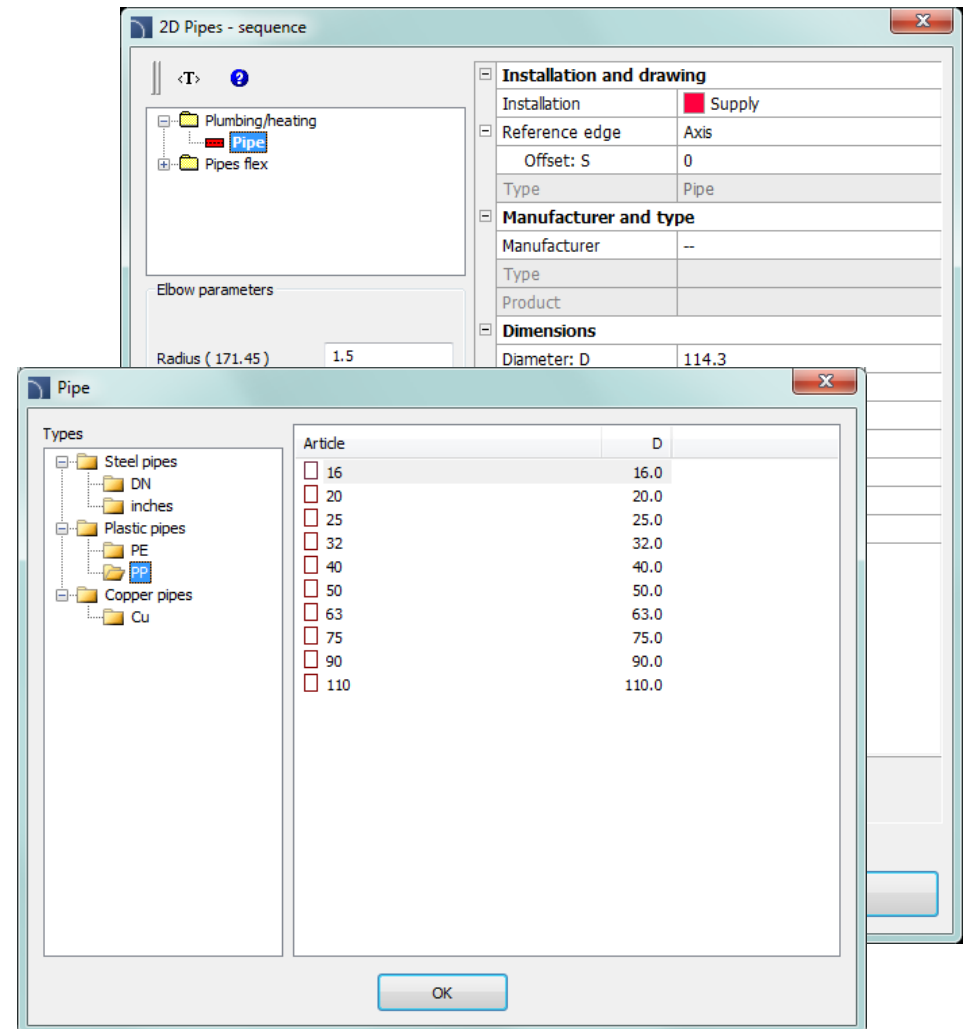 2D Pipes - sequence
<T>
Plumbing/heating
Pipe
Pipes flex
Elbow parameters
Radius ( 171.45 ) 1.5
Installation and drawing
Installation Supply
Reference edge Axis
Offset: S 0
Type Pipe
Manufacturer and type
Manufacturer --
Type
Product
Dimensions
Diameter: D 114.3
Pipe
Types
Steel pipes
DN
inches
Plastic pipes
PE
PP
Copper pipes
Cu
Article D
16 16.0
20 20.0
25 25.0
32 32.0
40 40.0
50 50.0
63 63.0
75 75.0
90 90.0
110 110.0
OK